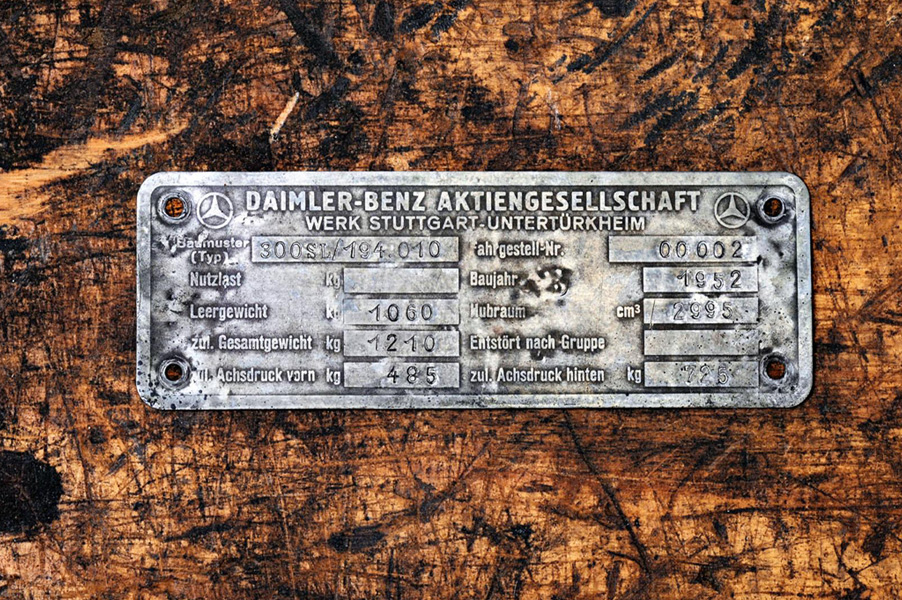 DAIMLER-BENZ AKTIENGESELLSCHAFT
WERK STUTTGART-UNTERTÜRKHEIM
Baumuster (Typ) 300SL/194 010 Fahrgestell-Nr. 00002
Nutzlast kg Baujahr 1952
Leergewicht kg 1060 Hubraum cm³ 2995
zul. Gesamtgewicht kg 1210 Entstört nach Gruppe
zul. Achsdruck vorn kg 485 zul. Achsdruck hinten kg 725